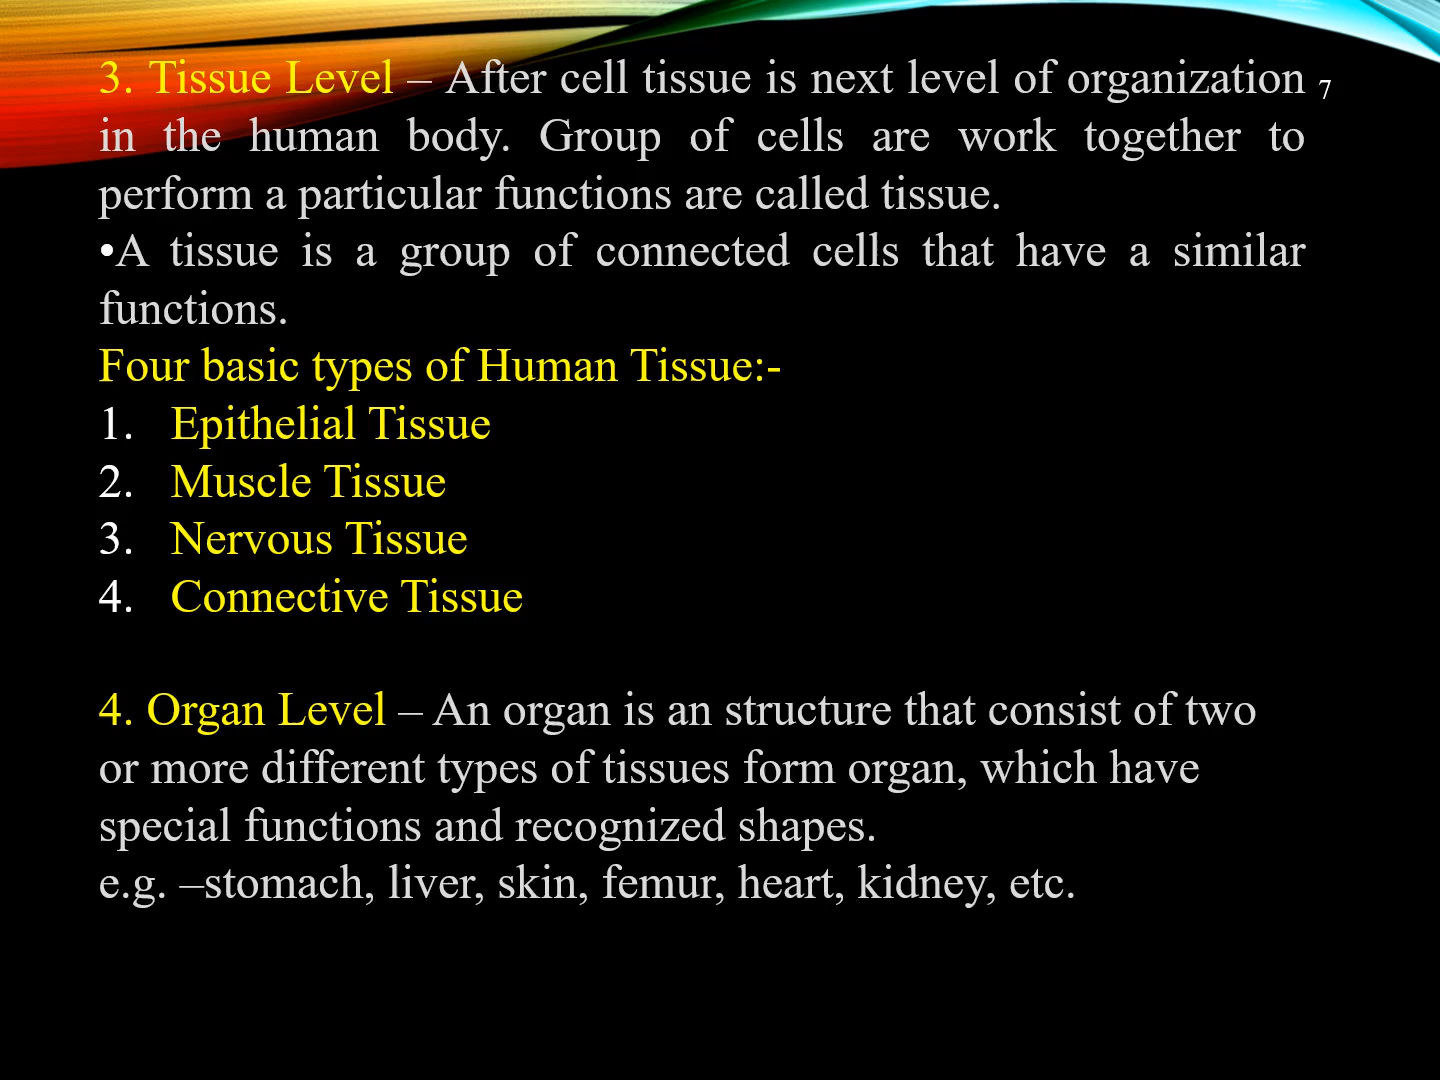 3. Tissue Level – After cell tissue is next level of organization
7
in the human body. Group of cells are work together to
perform a particular functions are called tissue.
•A tissue is a group of connected cells that have a similar
functions.
Four basic types of Human Tissue:-
1. Epithelial Tissue
2. Muscle Tissue
3. Nervous Tissue
4. Connective Tissue
4. Organ Level – An organ is an structure that consist of two
or more different types of tissues form organ, which have
special functions and recognized shapes.
e.g. –stomach, liver, skin, femur, heart, kidney, etc.